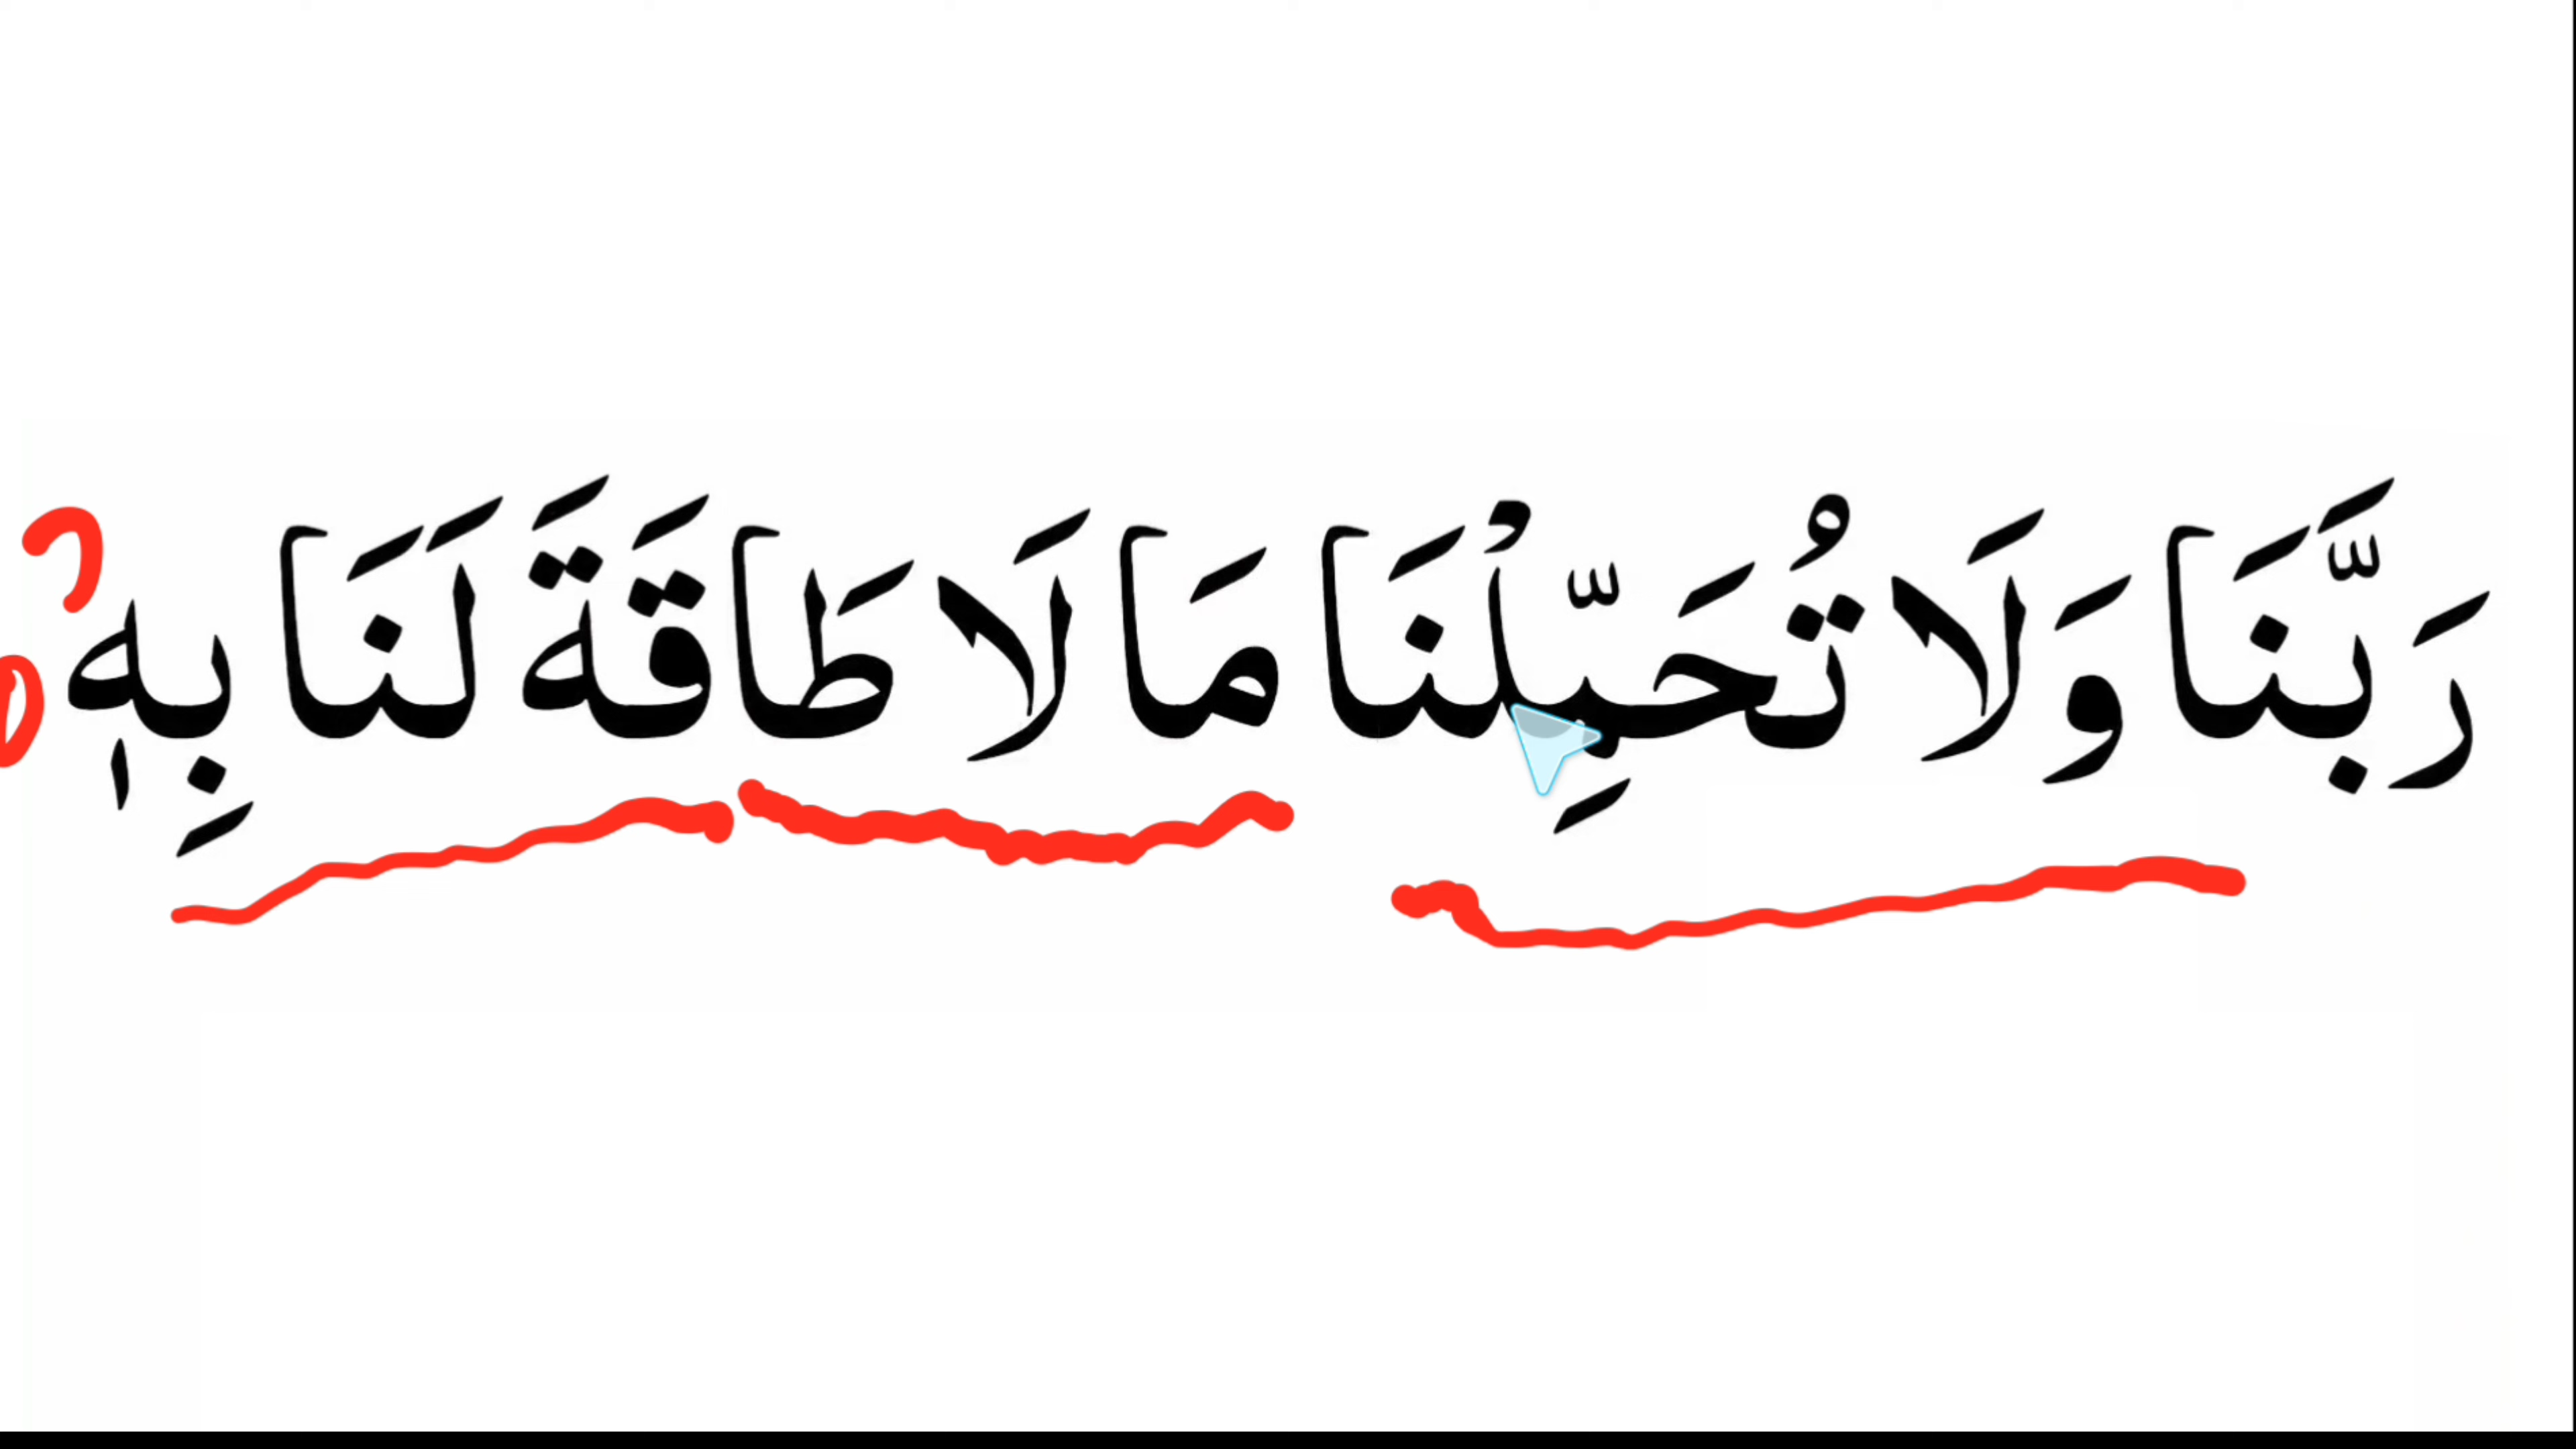 رَبَّنَا وَلَا تُحَمِّلْنَا مَا لَا طَاقَةَ لَنَا بِهٖ